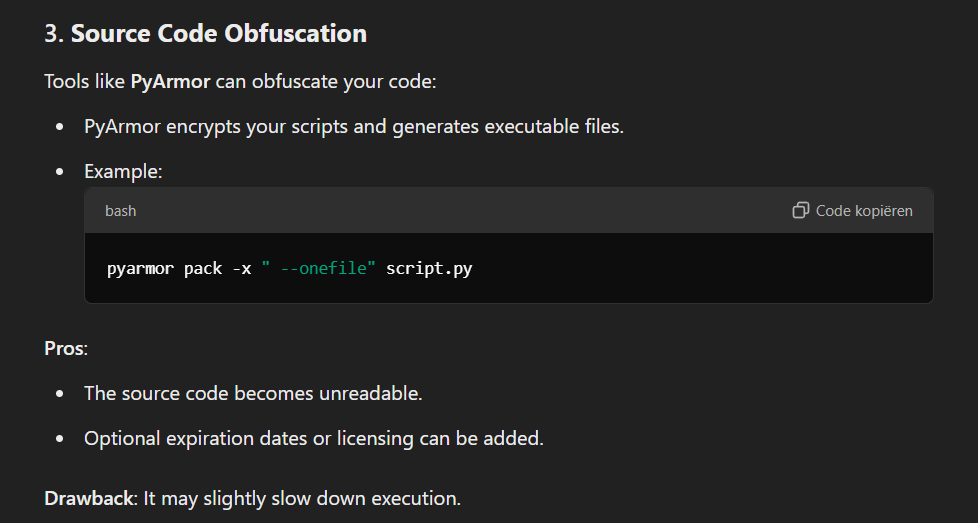 3. Source Code Obfuscation
Tools like PyArmor can obfuscate your code:
• PyArmor encrypts your scripts and generates executable files.
• Example:
bash Code kopiëren
pyarmor pack -x " --onefile" script.py
Pros:
• The source code becomes unreadable.
• Optional expiration dates or licensing can be added.
Drawback: It may slightly slow down execution.